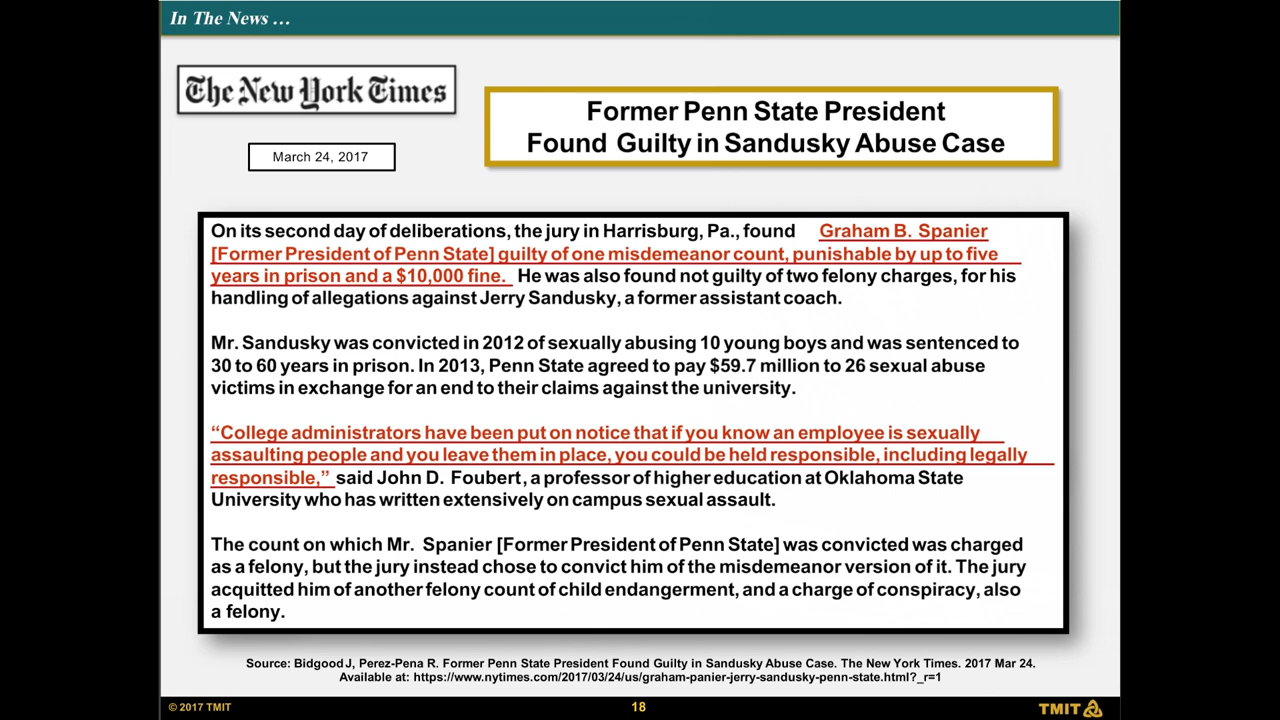 In The News …
The New York Times
March 24, 2017
Former Penn State President
Found Guilty in Sandusky Abuse Case
On its second day of deliberations, the jury in Harrisburg, Pa., found Graham B. Spanier
[Former President of Penn State] guilty of one misdemeanor count, punishable by up to five
years in prison and a $10,000 fine. He was also found not guilty of two felony charges, for his
handling of allegations against Jerry Sandusky, a former assistant coach.
Mr. Sandusky was convicted in 2012 of sexually abusing 10 young boys and was sentenced to
30 to 60 years in prison. In 2013, Penn State agreed to pay $59.7 million to 26 sexual abuse
victims in exchange for an end to their claims against the university.
“College administrators have been put on notice that if you know an employee is sexually
assaulting people and you leave them in place, you could be held responsible, including legally
responsible,” said John D. Foubert, a professor of higher education at Oklahoma State
University who has written extensively on campus sexual assault.
The count on which Mr. Spanier [Former President of Penn State] was convicted was charged
as a felony, but the jury instead chose to convict him of the misdemeanor version of it. The jury
acquitted him of another felony count of child endangerment, and a charge of conspiracy, also
a felony.
Source: Bidgood J, Perez-Pena R. Former Penn State President Found Guilty in Sandusky Abuse Case. The New York Times. 2017 Mar 24.
Available at: https://www.nytimes.com/2017/03/24/us/graham-panier-jerry-sandusky-penn-state.html?_r=1
© 2017 TMIT
18
TMIT